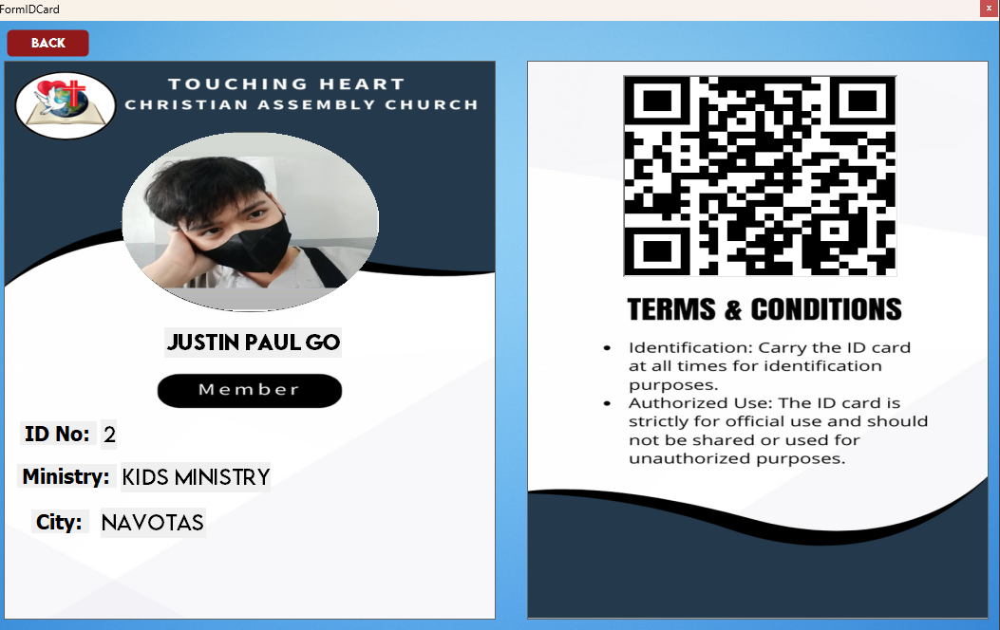 FormIDCard
x
BACK
TOUCHING HEART
CHRISTIAN ASSEMBLY CHURCH
JUSTIN PAUL GO
Member
ID No: 2
Ministry: KIDS MINISTRY
City: NAVOTAS
TERMS & CONDITIONS
• Identification: Carry the ID card
at all times for identification
purposes.
• Authorized Use: The ID card is
strictly for official use and should
not be shared or used for
unauthorized purposes.